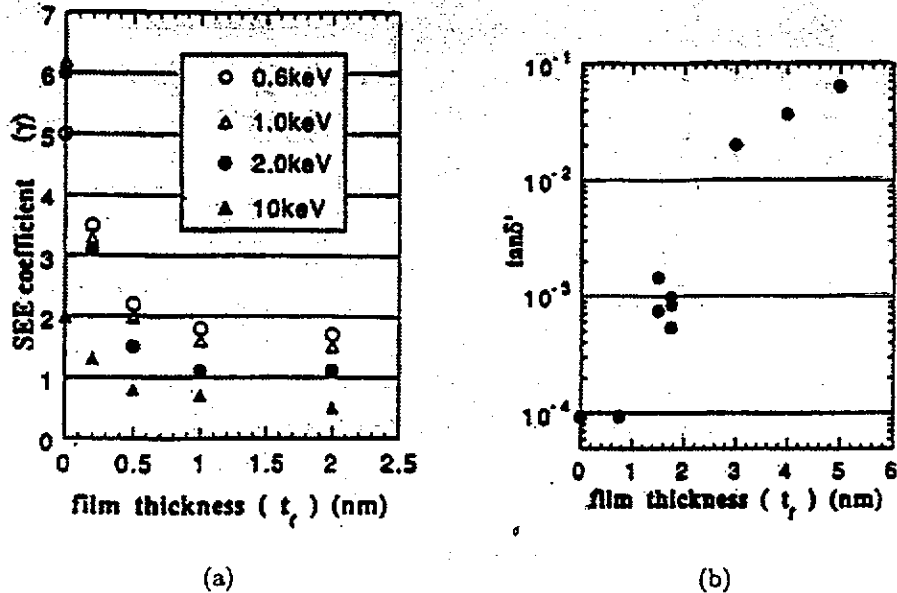 7
6
5
4
3
2
1
0
SEE coefficient (γ)
0.6keV
1.0keV
2.0keV
10keV
0 0.5 1 1.5 2 2.5
film thickness ( t_f ) (nm)
(a)
10⁻¹
10⁻²
10⁻³
10⁻⁴
tanδ'
0 1 2 3 4 5 6
film thickness ( t_f ) (nm)
(b)